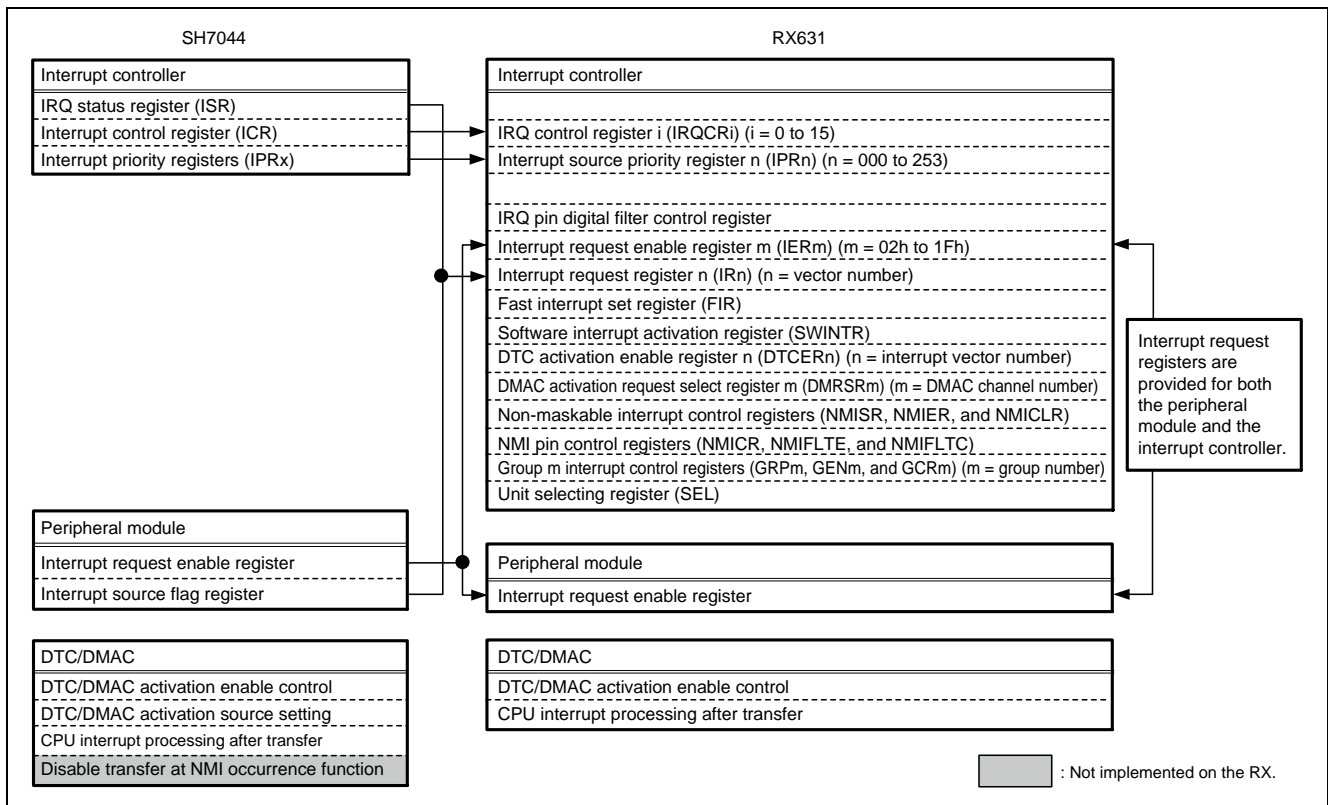 SH7044
Interrupt controller
IRQ status register (ISR)
Interrupt control register (ICR)
Interrupt priority registers (IPRx)
Peripheral module
Interrupt request enable register
Interrupt source flag register
DTC/DMAC
DTC/DMAC activation enable control
DTC/DMAC activation source setting
CPU interrupt processing after transfer
Disable transfer at NMI occurrence function
RX631
Interrupt controller
IRQ control register i (IRQCRi) (i = 0 to 15)
Interrupt source priority register n (IPRn) (n = 000 to 253)
IRQ pin digital filter control register
Interrupt request enable register m (IERm) (m = 02h to 1Fh)
Interrupt request register n (IRn) (n = vector number)
Fast interrupt set register (FIR)
Software interrupt activation register (SWINTR)
DTC activation enable register n (DTCERn) (n = interrupt vector number)
DMAC activation request select register m (DMRSRm) (m = DMAC channel number)
Non-maskable interrupt control registers (NMISR, NMIER, and NMICLR)
NMI pin control registers (NMICR, NMIFLTE, and NMIFLTC)
Group m interrupt control registers (GRPm, GENm, and GCRm) (m = group number)
Unit selecting register (SEL)
Peripheral module
Interrupt request enable register
DTC/DMAC
DTC/DMAC activation enable control
CPU interrupt processing after transfer
Interrupt request
registers are
provided for both
the peripheral
module and the
interrupt controller.
: Not implemented on the RX.